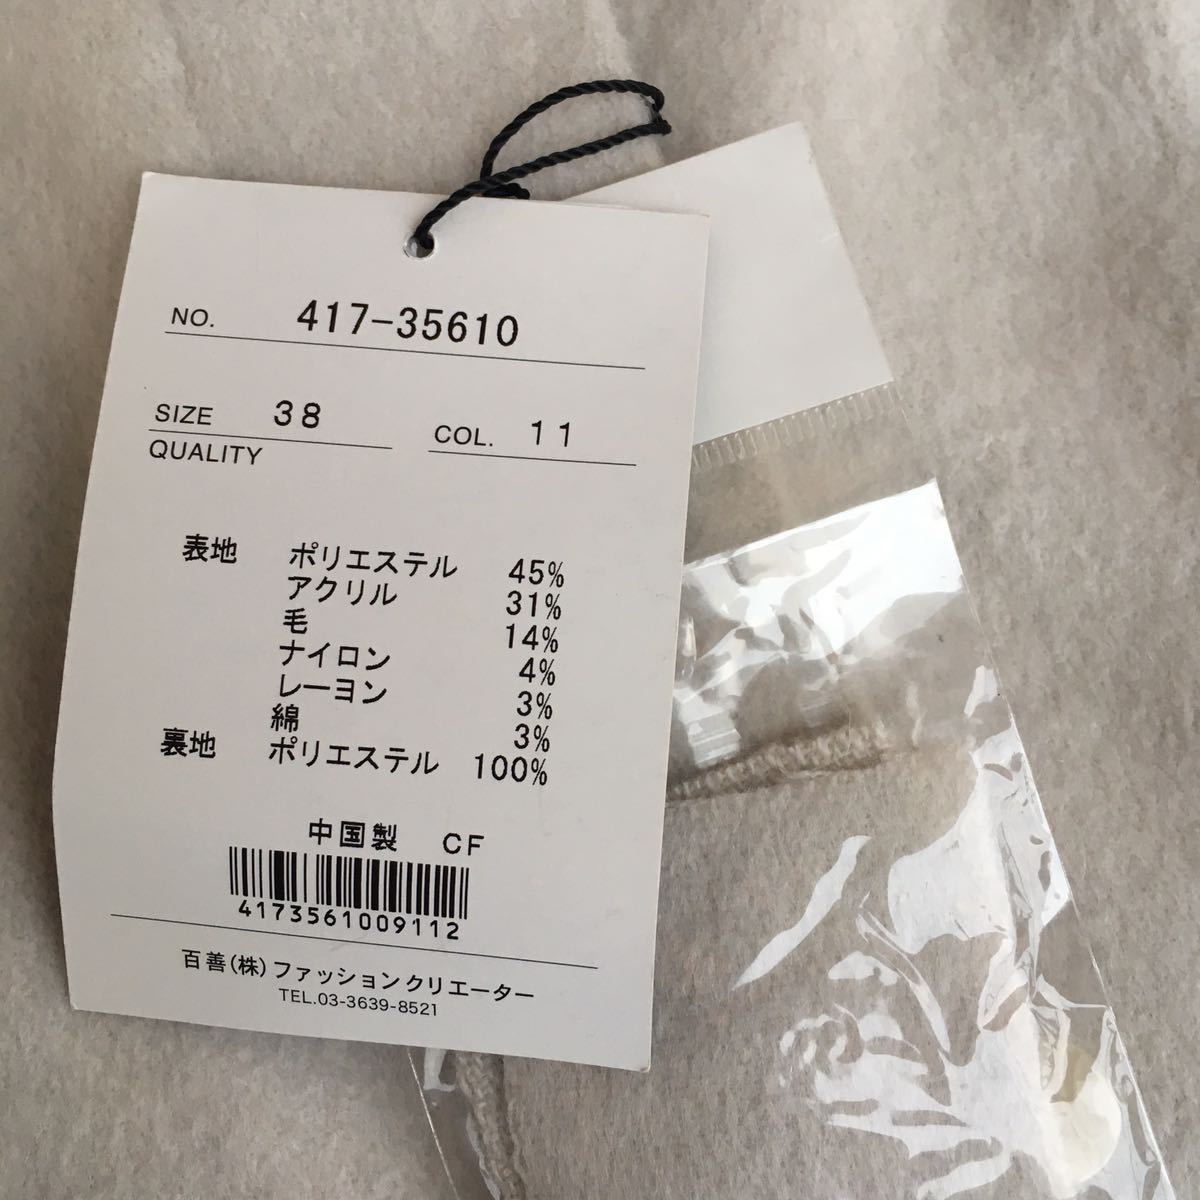 NO. 417-35610
SIZE 38 COL. 11
QUALITY
表地 ポリエステル 45%
アクリル 31%
毛 14%
ナイロン 4%
レーヨン 3%
綿 3%
裏地 ポリエステル 100%
中国製 CF
4173561009112
百善(株)ファッションクリエーター
TEL.03-3639-8521